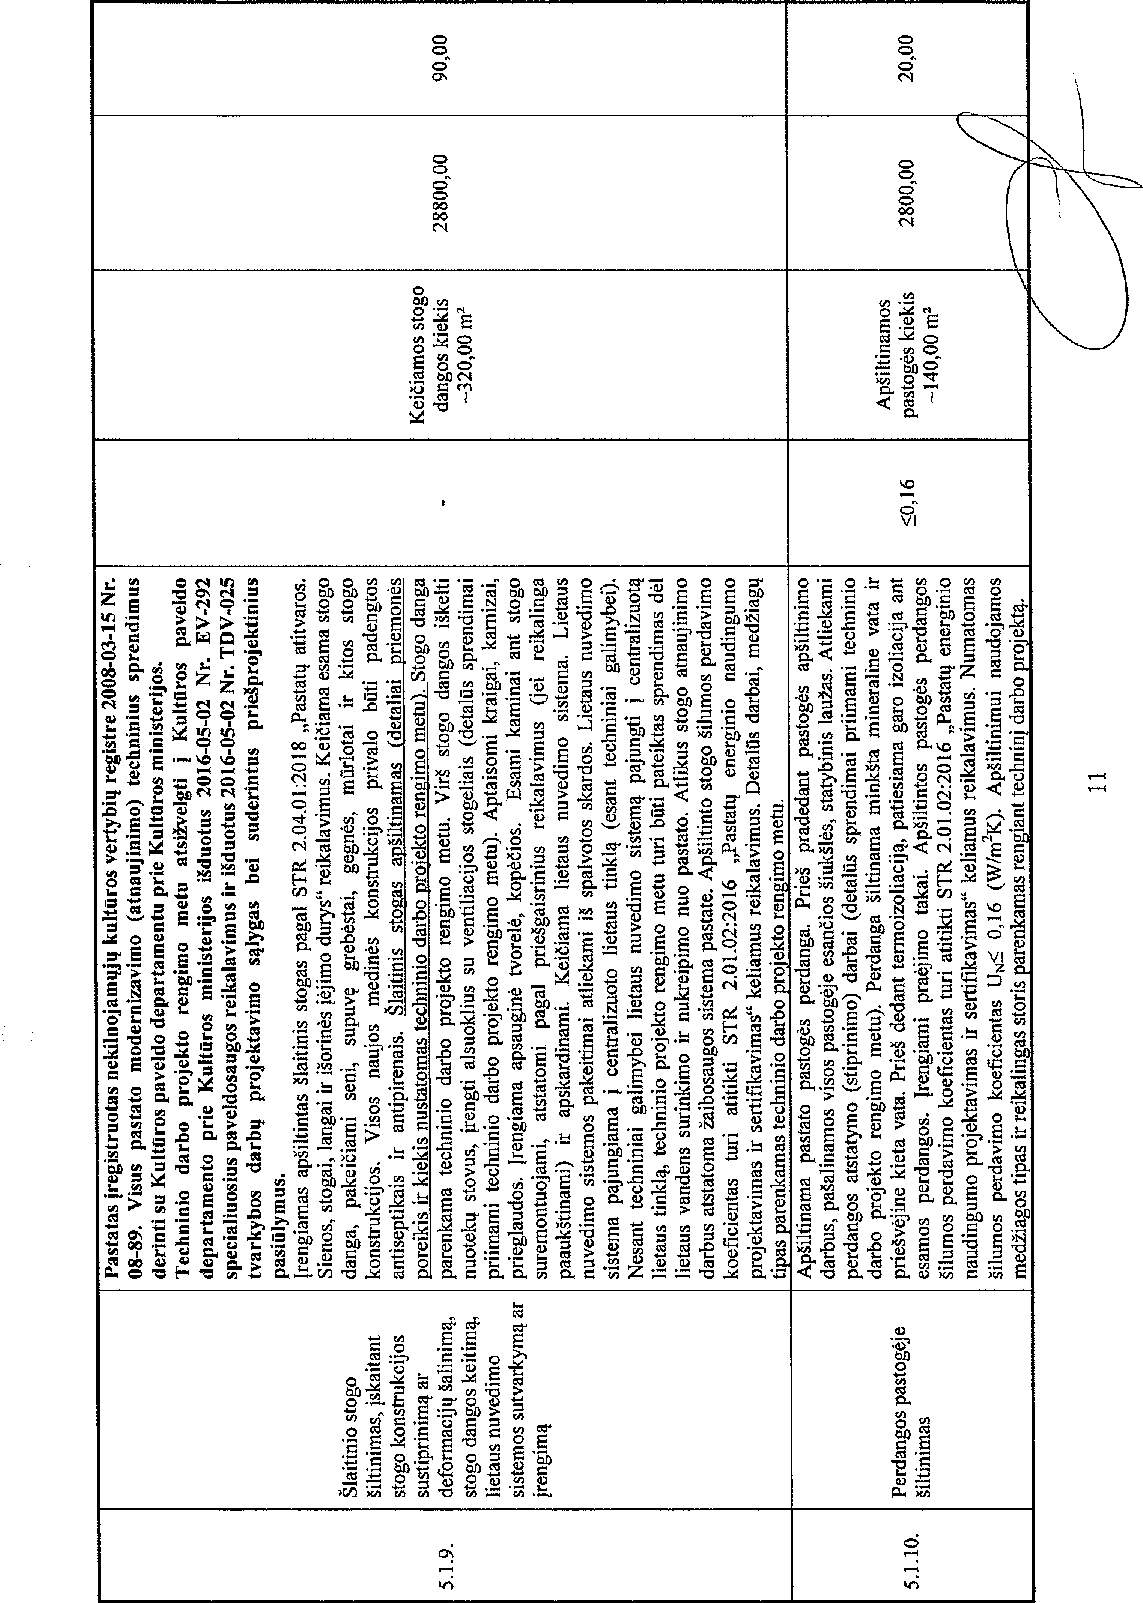 5.1.9.
Šlaitinio stogo
šiltinimas, įskaitant
stogo konstrukcijos
sustiprinimą ar
deformacijų šalinimą,
stogo dangos keitimą,
lietaus nuvedimo
sistemos sutvarkymą ar
įrengimą
Pastatas įregistruotas nekilnojamųjų kultūros vertybių registre 2008-03-15 Nr.
08-89. Visus pastato modernizavimo (atnaujinimo) techninius sprendimus
derinti su Kultūros paveldo departamentu prie Kultūros ministerijos.
Techninio darbo projekto rengimo metu atsižvelgti į Kultūros paveldo
departamento prie Kultūros ministerijos išduotus 2016-05-02 Nr. EV-292
specialiuosius paveldosaugos reikalavimus ir išduotus 2016-05-02 Nr. TDV-025
tvarkybos darbų projektavimo sąlygas bei suderintus priešprojektinius
pasiūlymus.
Įrengiamas apšiltintas šlaitinis stogas pagal STR 2.04.01:2018 „Pastatų atitvaros.
Sienos, stogai, langai ir išorinės įėjimo durys“ reikalavimus. Keičiama esama stogo
danga, pakeičiami seni, supuvę grebėstai, gegnės, mūrlotai ir kitos stogo
konstrukcijos. Visos naujos medinės konstrukcijos privalo būti padengtos
antiseptikais ir antipirenais. Šlaitinis stogas apšiltinamas (detaliai priemonės
poreikis ir kiekis nustatomas techninio darbo projekto rengimo metu). Stogo danga
parenkama techninio darbo projekto rengimo metu. Virš stogo dangos iškelti
nuotekų stovus, įrengti alsuoklius su ventiliacijos stogeliais (detalūs sprendimai
priimami techninio darbo projekto rengimo metu). Aptaisomi kraigai, karnizai,
prieglaudos. Įrengiama apsauginė tvorelė, kopėčios. Esami kaminai ant stogo
suremontuojami, atstatomi pagal priešgaisrinius reikalavimus (jei reikalinga
paaukštinami) ir apskardinami. Keičiama lietaus nuvedimo sistema. Lietaus
nuvedimo sistemos pakeitimai atliekami iš spalvotos skardos. Lietaus nuvedimo
sistema pajungiama į centralizuoto lietaus tinklą (esant techniniai galimybei).
Nesant techniniai galimybei lietaus nuvedimo sistemą pajungti į centralizuotą
lietaus tinklą, techninio projekto rengimo metu turi būti pateiktas sprendimas dėl
lietaus vandens surinkimo ir nukreipimo nuo pastato. Atlikus stogo atnaujinimo
darbus atstatoma žaibosaugos sistema pastate. Apšiltinto stogo šilumos perdavimo
koeficientas turi atitikti STR 2.01.02:2016 „Pastatų energinio naudingumo
projektavimas ir sertifikavimas“ keliamus reikalavimus. Detalūs darbai, medžiagų
tipas parenkamas techninio darbo projekto rengimo metu.
-
Keičiamos stogo
dangos kiekis
~320,00 m²
28800,00
90,00
5.1.10.
Perdangos pastogėje
šiltinimas
Apšiltinama pastato pastogės perdanga. Prieš pradedant pastogės apšiltinimo
darbus, pašalinamos visos pastogėje esančios šiukšlės, statybinis laužas. Atliekami
perdangos atstatymo (stiprinimo) darbai (detalūs sprendimai priimami techninio
darbo projekto rengimo metu). Perdanga šiltinama minkšta mineraline vata ir
priešvėjine kieta vata. Prieš dedant termoizoliaciją, patiesiama garo izoliacija ant
esamos perdangos. Įrengiami praėjimo takai. Apšiltintos pastogės perdangos
šilumos perdavimo koeficientas turi atitikti STR 2.01.02:2016 „Pastatų energinio
naudingumo projektavimas ir sertifikavimas“ keliamus reikalavimus. Numatomas
šilumos perdavimo koeficientas U_N≤ 0,16 (W/m²K). Apšiltinimui naudojamos
medžiagos tipas ir reikalingas storis parenkamas rengiant techninį darbo projektą.
≤0,16
Apšiltinamos
pastogės kiekis
~140,00 m²
2800,00
20,00
11